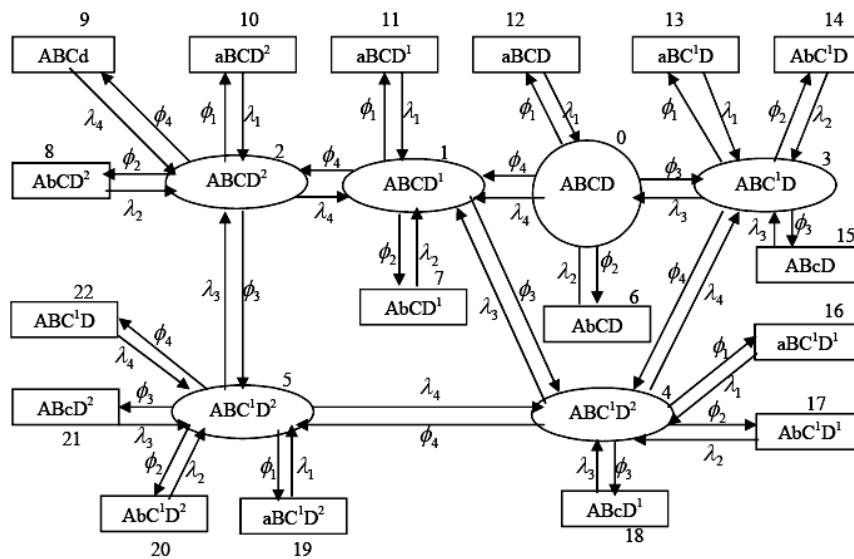 9 10 11 12 13 14
ABCd aBCD² aBCD¹ aBCD aBC¹D AbC¹D
ϕ₄ ϕ₁ λ₁ ϕ₁ λ₁ ϕ₁ λ₁ ϕ₁ λ₁ ϕ₂ λ₂
λ₄
8 2 1 0 3
ϕ₂ ϕ₄ ϕ₄ ϕ₃
AbCD² ABCD² ABCD¹ ABCD ABC¹D
λ₂ λ₄ λ₄ λ₃
λ₃ ϕ₃ 15
ϕ₂ λ₂ λ₂ ϕ₂ ABcD
7 6
AbCD¹ AbCD
λ₃ ϕ₃ λ₃ ϕ₃ ϕ₄ λ₄
22 16
ABC¹D ϕ₄ aBC¹D¹
λ₄ ϕ₁ λ₁
5 4
ϕ₃ λ₄ 17
ABcD² ABC¹D² ABC¹D² ϕ₂ AbC¹D¹
21 λ₃ ϕ₄ λ₂
ϕ₂ λ₂ ϕ₁ λ₁ λ₃ ϕ₃
AbC¹D² aBC¹D² ABcD¹
20 19 18